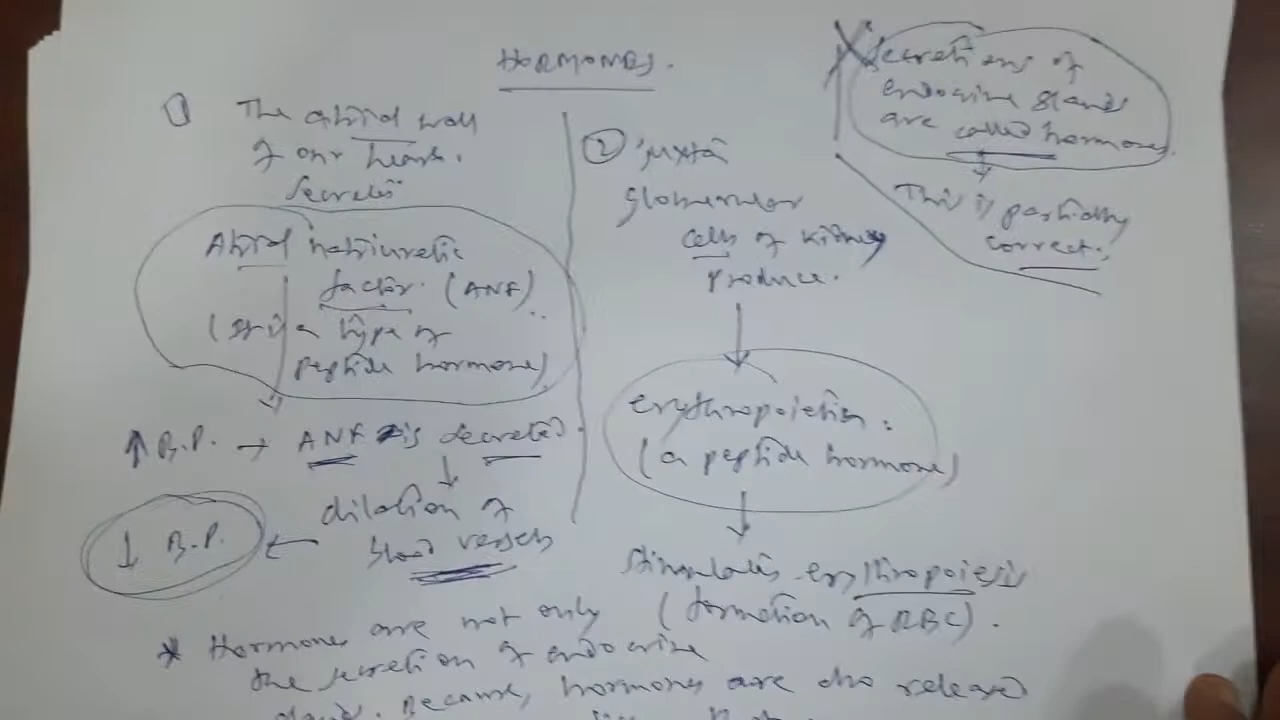 HORMONES.
Secretions of
endocrine glands
are called hormones.
This is partially
correct.
① The atrial wall
of our heart.
secretes
Atrial natriuretic
factor. (ANF)..
(It is a type of
peptide hormone)
↑ B.P. → ANF is secreted.
dilation of
blood vessels
↓ B.P.
② Juxta
glomerular
cells of kidney
produce.
erythropoietin.
(a peptide hormone)
Stimulates erythropoiesis
(formation of RBC).
* Hormones are not only
the secretion of endocrine
Because, hormones are also released